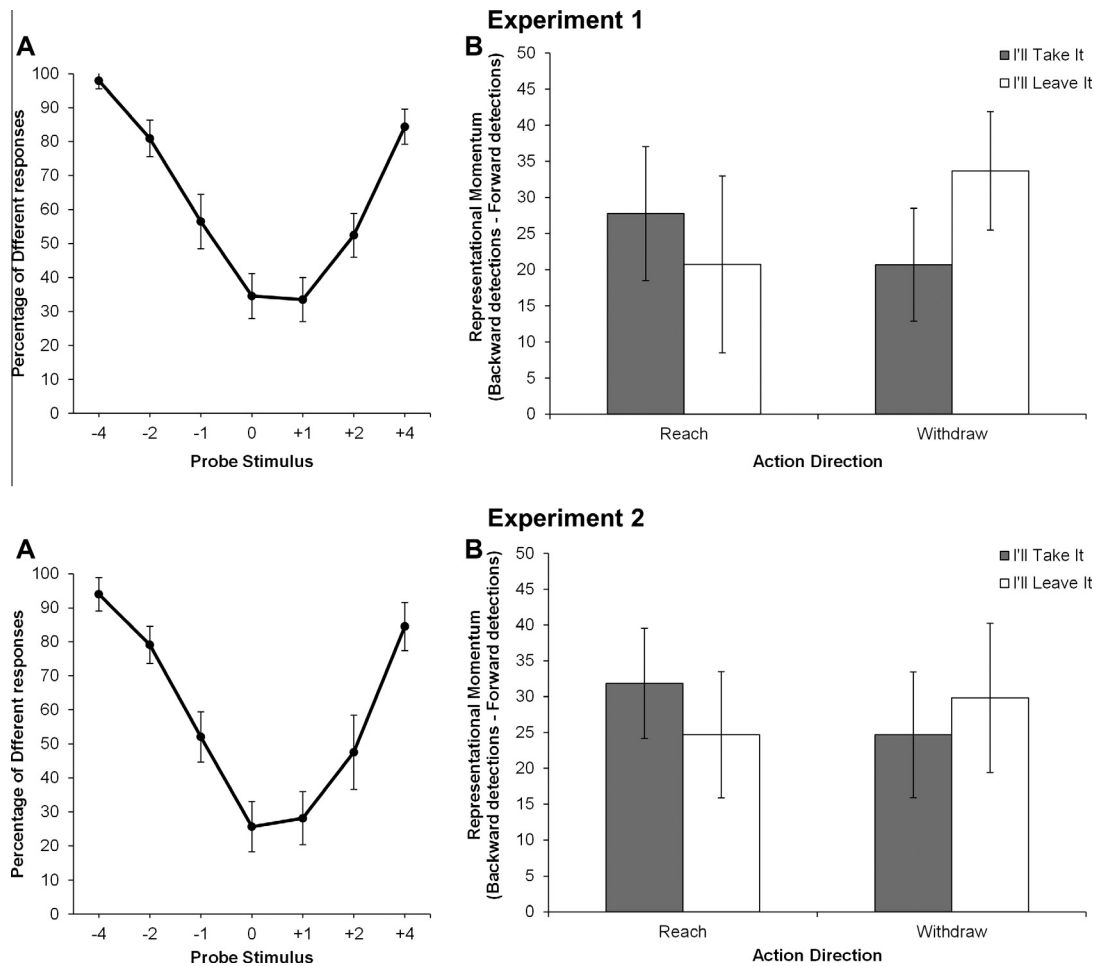 Experiment 1
A
Percentage of Dfferent responses
100
90
80
70
60
50
40
30
20
10
0
-4 -2 -1 0 +1 +2 +4
Probe Stimulus
B
Representational Momentum
(Backward detections - Forward detections)
50
45
40
35
30
25
20
15
10
5
0
I'll Take It
I'll Leave It
Reach Withdraw
Action Direction
Experiment 2
A
Percentage of Dfferent responses
100
90
80
70
60
50
40
30
20
10
0
-4 -2 -1 0 +1 +2 +4
Probe Stimulus
B
Representational Momentum
(Backward detections - Forward detections)
50
45
40
35
30
25
20
15
10
5
0
I'll Take It
I'll Leave It
Reach Withdraw
Action Direction